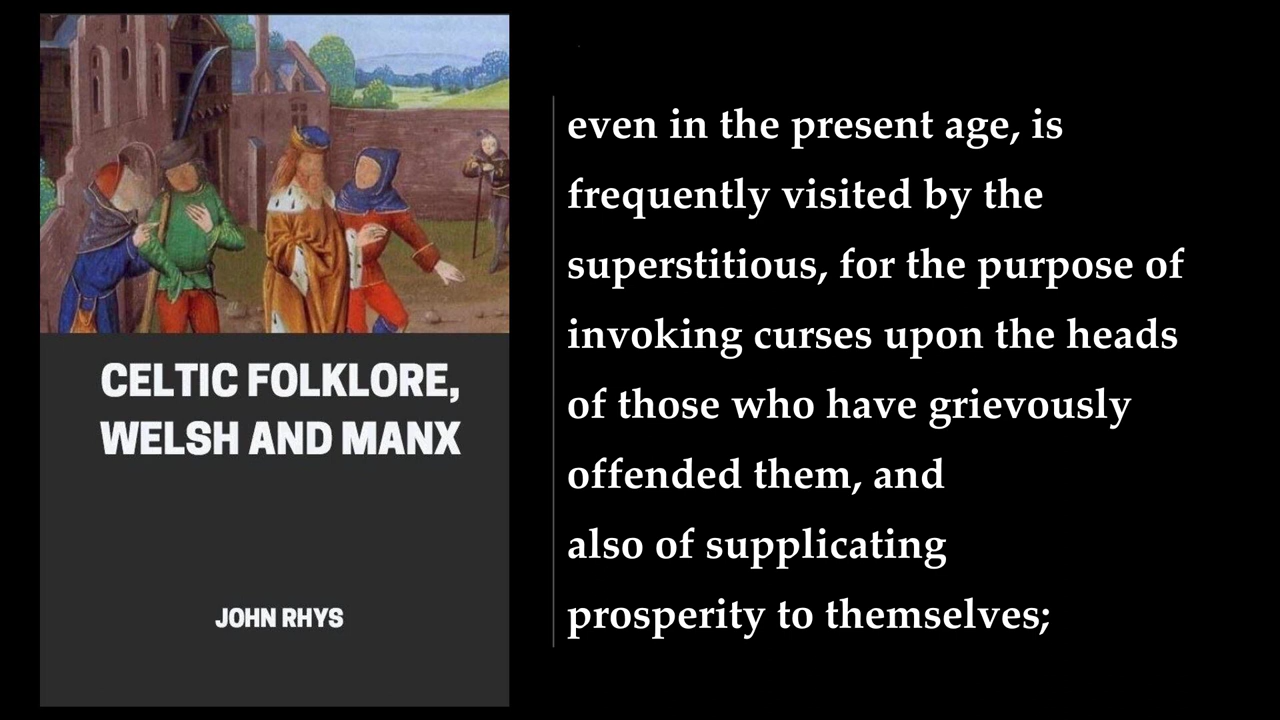 CELTIC FOLKLORE,
WELSH AND MANX
JOHN RHYS
even in the present age, is
frequently visited by the
superstitious, for the purpose of
invoking curses upon the heads
of those who have grievously
offended them, and
also of supplicating
prosperity to themselves;